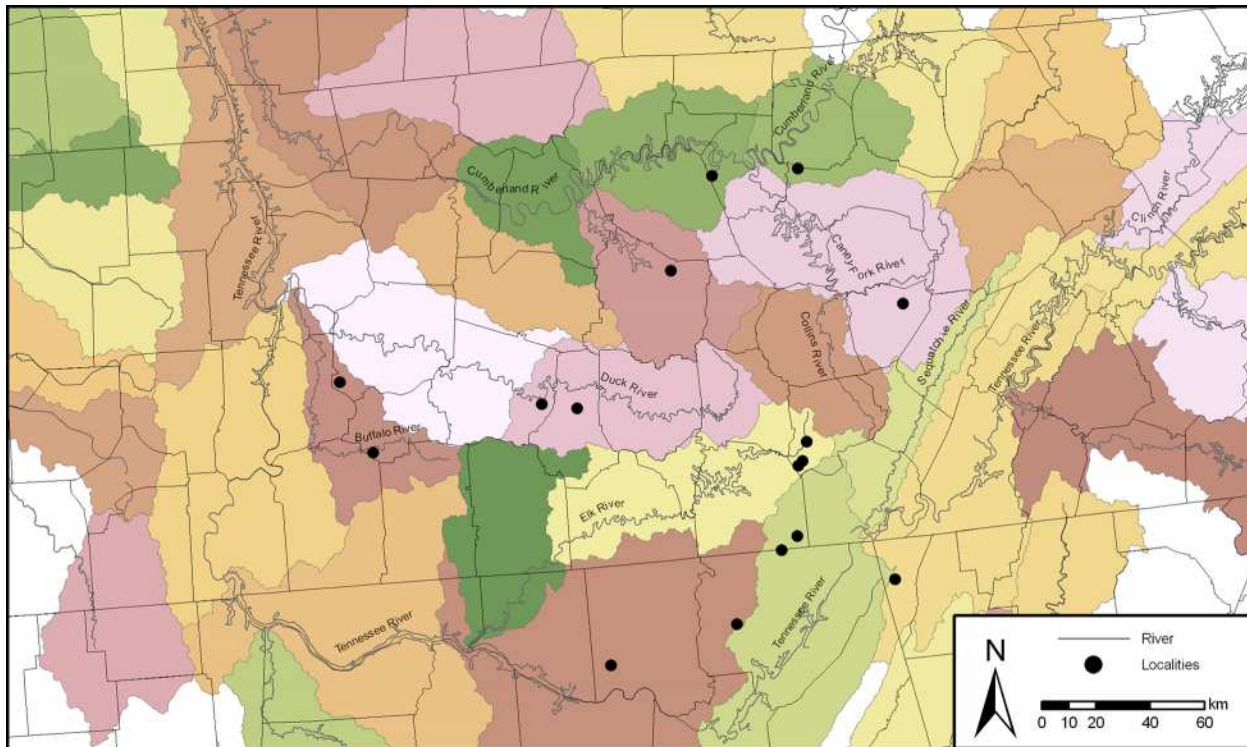 Cumberland River
Cumberland River
Clinch River
Tennessee River
Caney Fork River
Sequatchie River
Tennessee River
Collins River
Duck River
Buffalo River
Elk River
Tennessee River
Tennessee River
N
River
Localities
km
0 10 20 40 60